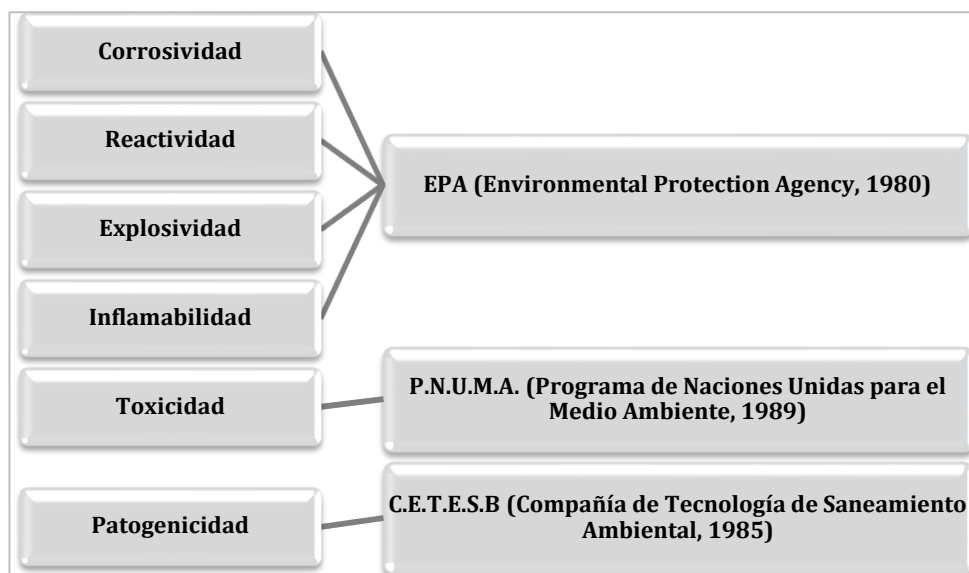 Corrosividad
Reactividad
EPA (Environmental Protection Agency, 1980)
Explosividad
Inflamabilidad
Toxicidad
P.N.U.M.A. (Programa de Naciones Unidas para el
Medio Ambiente, 1989)
Patogenicidad
C.E.T.E.S.B (Compañía de Tecnología de Saneamiento
Ambiental, 1985)